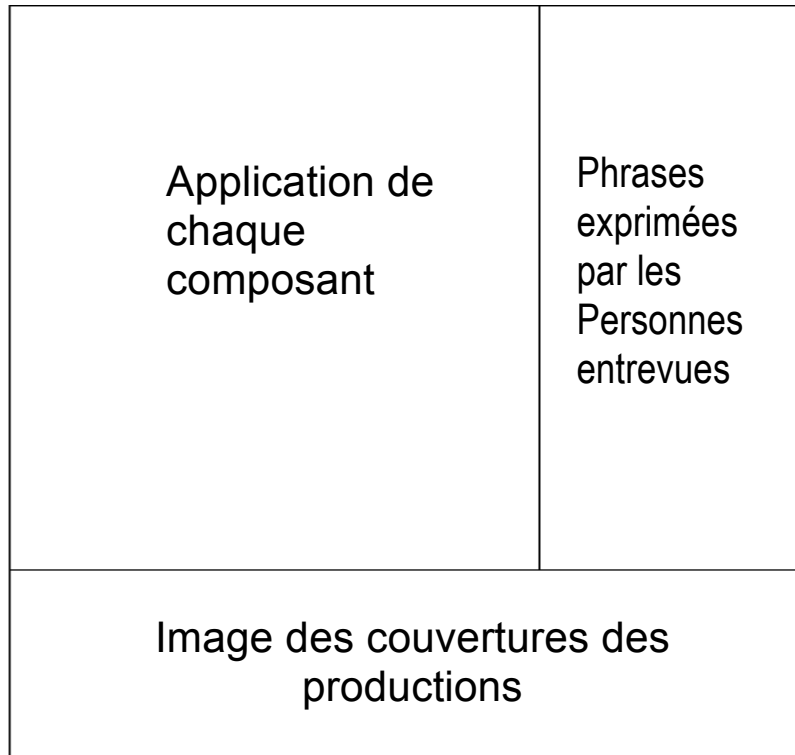 Application de
chaque
composant
Phrases
exprimées
par les
Personnes
entrevues
Image des couvertures des
productions